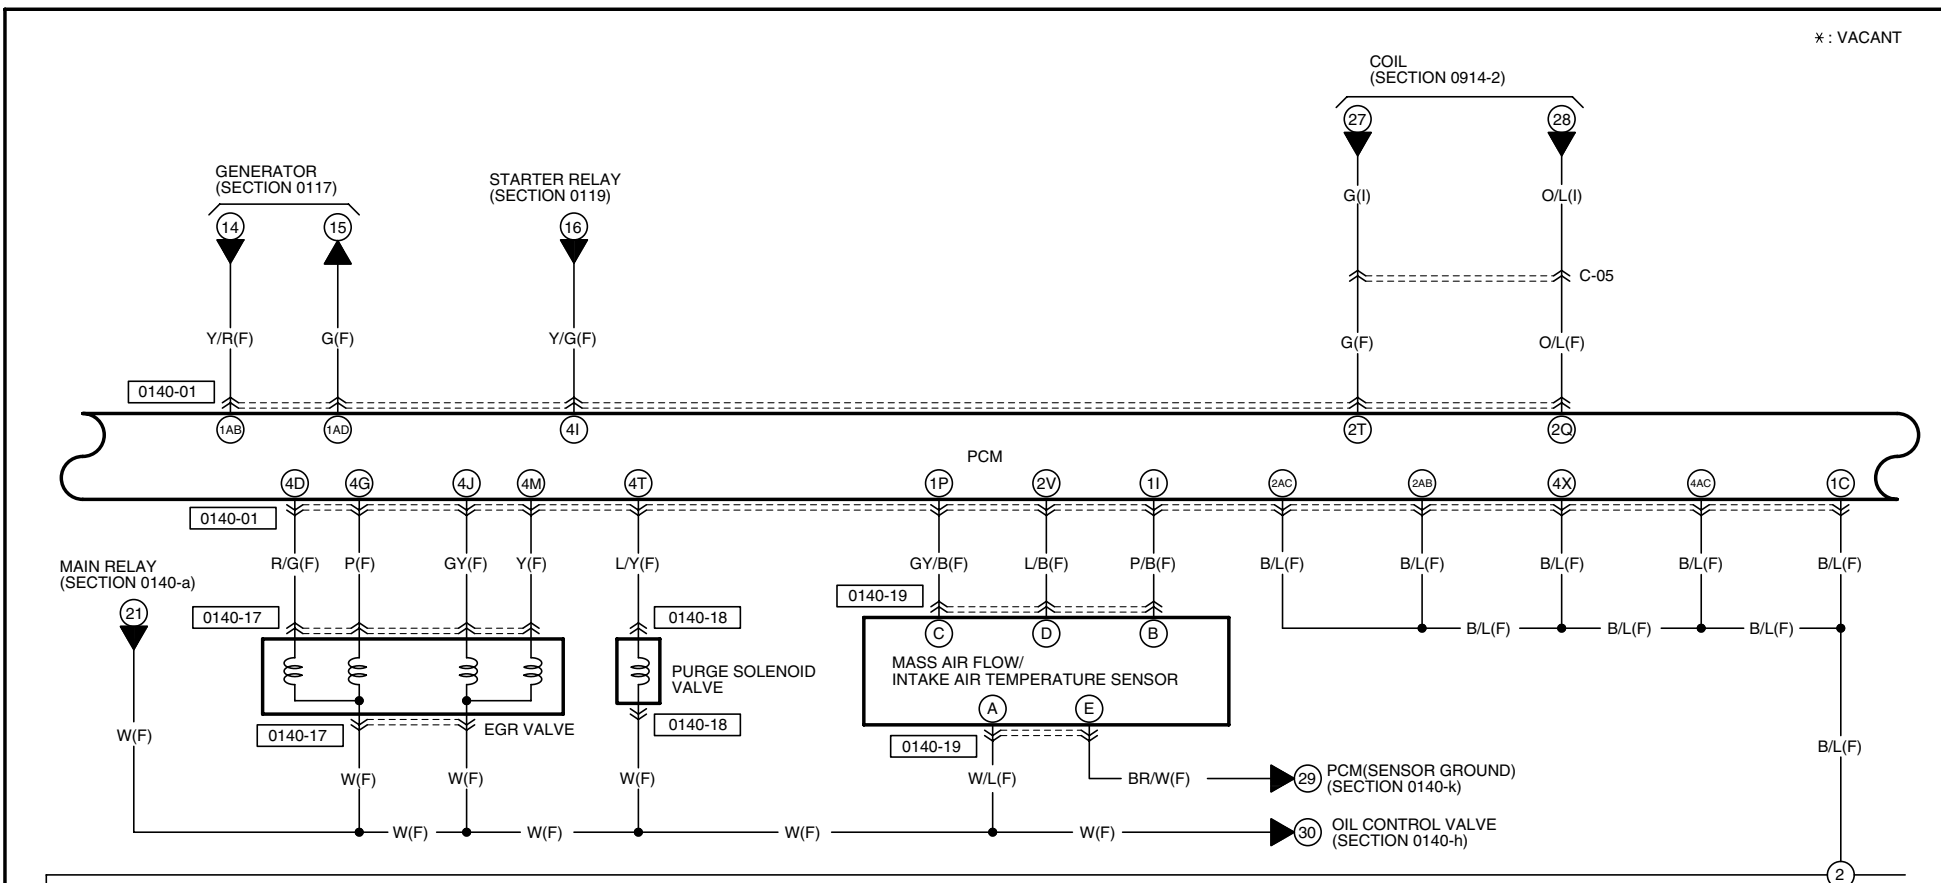 * : VACANT
COIL
(SECTION 0914-2)
27 28
GENERATOR
(SECTION 0117)
STARTER RELAY
(SECTION 0119)
14 15 16
G(I) O/L(I)
C-05
Y/R(F) G(F) Y/G(F) G(F) O/L(F)
0140-01
1AB 1AD 4I 2T 2Q
PCM
4D 4G 4J 4M 4T 1P 2V 1I 2AC 2AB 4X 4AC 1C
0140-01
MAIN RELAY
(SECTION 0140-a)
21
R/G(F) P(F) GY(F) Y(F) L/Y(F) GY/B(F) L/B(F) P/B(F) B/L(F) B/L(F) B/L(F) B/L(F) B/L(F)
0140-17 0140-18 0140-19
C D B
B/L(F) B/L(F) B/L(F)
MASS AIR FLOW/
INTAKE AIR TEMPERATURE SENSOR
PURGE SOLENOID
VALVE
A E
0140-17 EGR VALVE 0140-18 0140-19
W(F) B/L(F)
W(F) W(F) W(F) W/L(F) BR/W(F) 29 PCM(SENSOR GROUND)
(SECTION 0140-k)
W(F) W(F) W(F) W(F) 30 OIL CONTROL VALVE
(SECTION 0140-h)
2